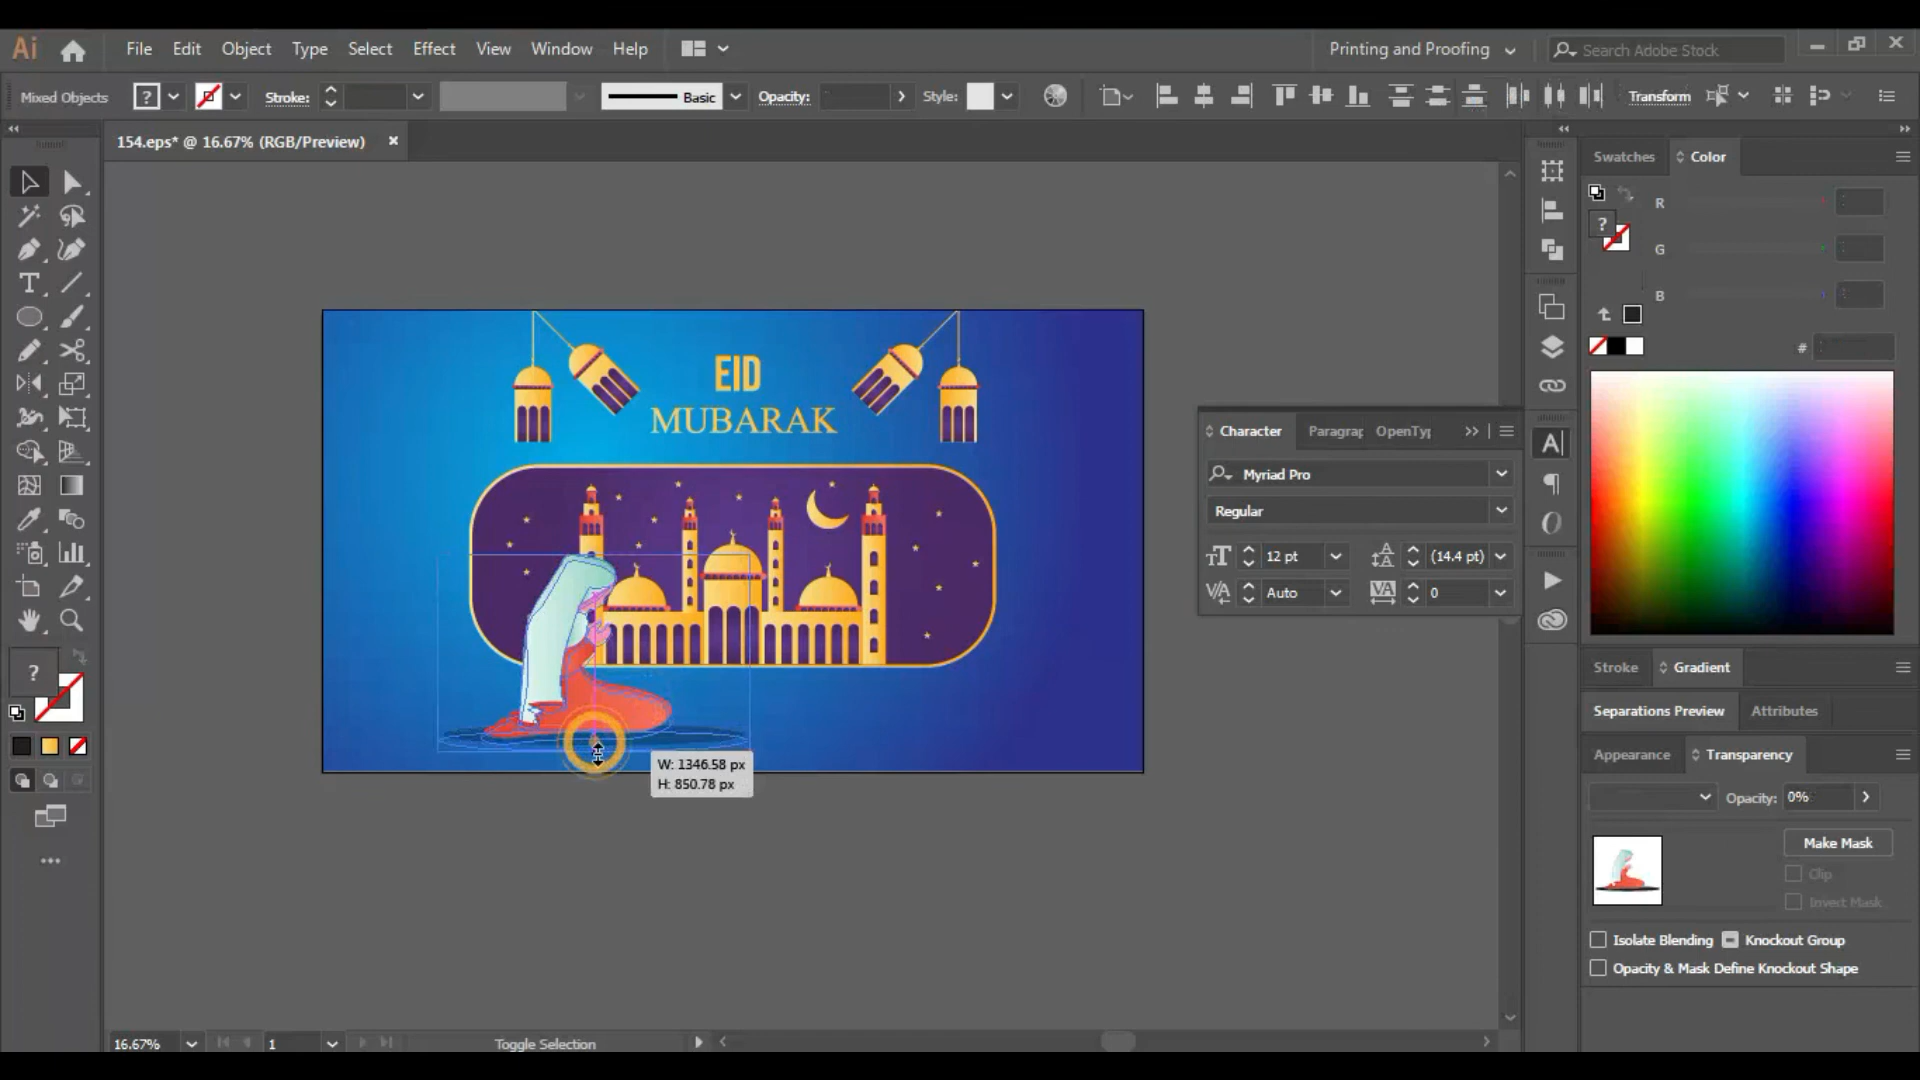 Ai File Edit Object Type Select Effect View Window Help Printing and Proofing Search Adobe Stock
Mixed Objects ? Stroke: Basic Opacity: Style: Transform
154.eps* @ 16.67% (RGB/Preview)
Swatches Color
R
G
B
?
#
EID
MUBARAK
Character Paragrap OpenTyp
Myriad Pro
Regular
12 pt (14.4 pt)
Auto 0
?
Stroke Gradient
Separations Preview Attributes
Appearance Transparency
Opacity: 0%
W: 1346.58 px
H: 850.78 px
Make Mask
Clip
Invert Mask
Isolate Blending Knockout Group
Opacity & Mask Define Knockout Shape
16.67% 1 Toggle Selection